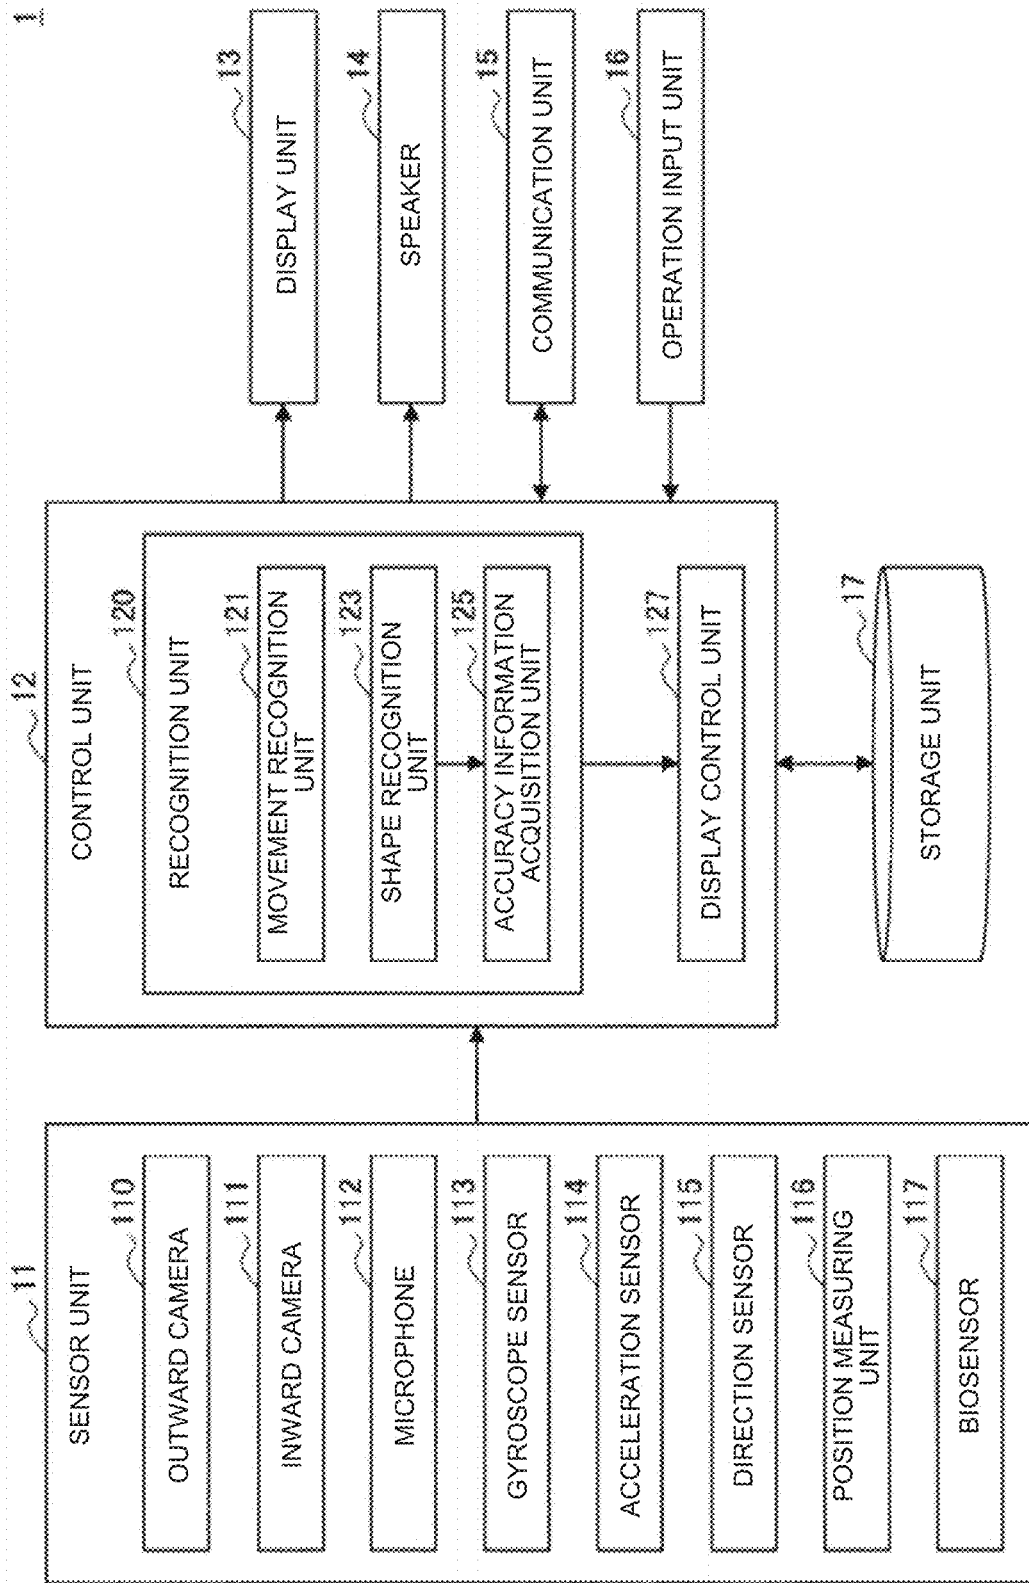 1
11
SENSOR UNIT
110
OUTWARD CAMERA
111
INWARD CAMERA
112
MICROPHONE
113
GYROSCOPE SENSOR
114
ACCELERATION SENSOR
115
DIRECTION SENSOR
116
POSITION MEASURING
UNIT
117
BIOSENSOR
12
CONTROL UNIT
120
RECOGNITION UNIT
121
MOVEMENT RECOGNITION
UNIT
123
SHAPE RECOGNITION
UNIT
125
ACCURACY INFORMATION
ACQUISITION UNIT
127
DISPLAY CONTROL UNIT
17
STORAGE UNIT
13
DISPLAY UNIT
14
SPEAKER
15
COMMUNICATION UNIT
16
OPERATION INPUT UNIT